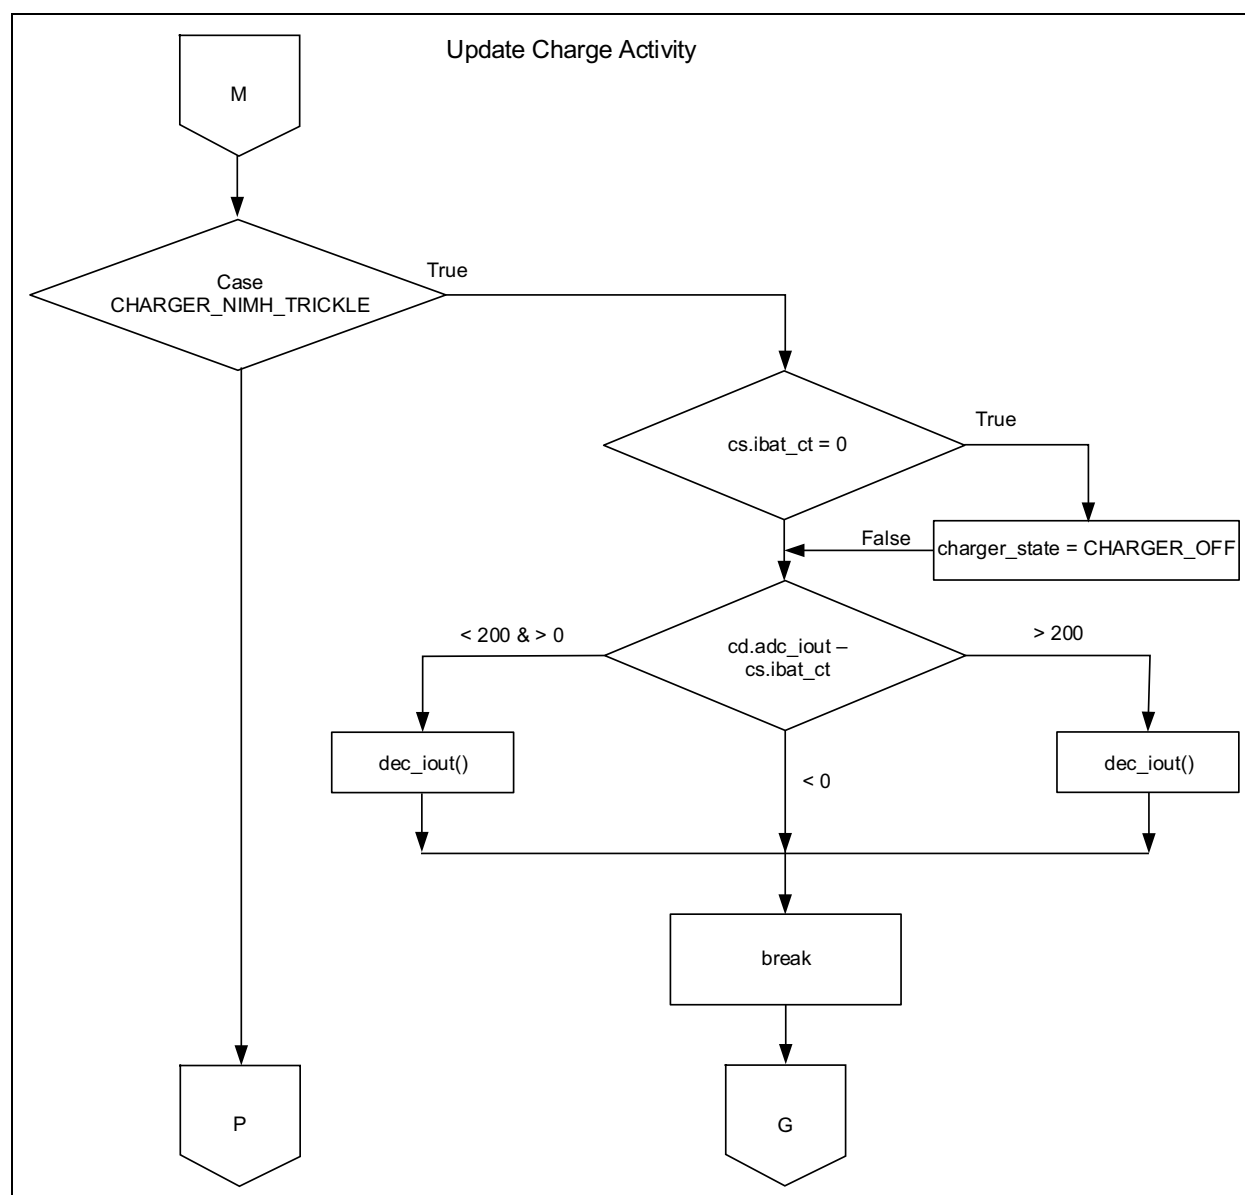 Update Charge Activity
M
True
Case
CHARGER_NIMH_TRICKLE
True
cs.ibat_ct = 0
False
charger_state = CHARGER_OFF
< 200 & > 0
cd.adc_iout –
cs.ibat_ct
> 200
dec_iout()
dec_iout()
< 0
break
P
G